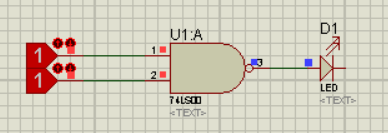 U1:A
D1
1
1
1
2
3
74LS00
<TEXT>
LED
<TEXT>